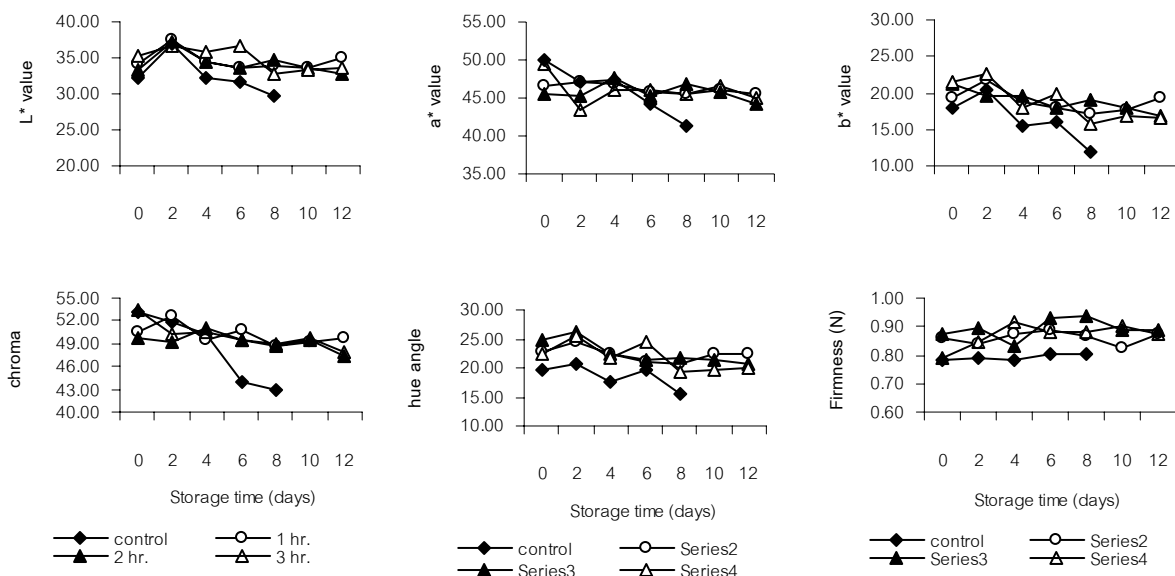 40.00
35.00
30.00
25.00
20.00
L* value
0 2 4 6 8 10 12
55.00
50.00
45.00
40.00
35.00
a* value
0 2 4 6 8 10 12
30.00
25.00
20.00
15.00
10.00
b* value
0 2 4 6 8 10 12
55.00
52.00
49.00
46.00
43.00
40.00
chroma
0 2 4 6 8 10 12
Storage time (days)
control 1 hr.
2 hr. 3 hr.
30.00
25.00
20.00
15.00
10.00
hue angle
0 2 4 6 8 10 12
Storage time (days)
control Series2
Series3 Series4
1.00
0.90
0.80
0.70
0.60
Firmness (N)
0 2 4 6 8 10 12
Storage time (days)
control Series2
Series3 Series4